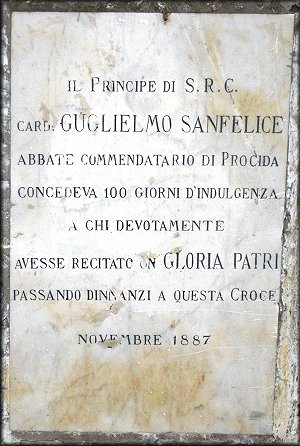 IL PRINCIPE DI S.R.C.
CARD. GUGLIELMO SANFELICE
ABBATE COMMENDATARIO DI PROCIDA
CONCEDEVA 100 GIORNI D'INDULGENZA
A CHI DEVOTAMENTE
AVESSE RECITATO UN GLORIA PATRI
PASSANDO DINNANZI A QUESTA CROCE
NOVEMBRE 1887